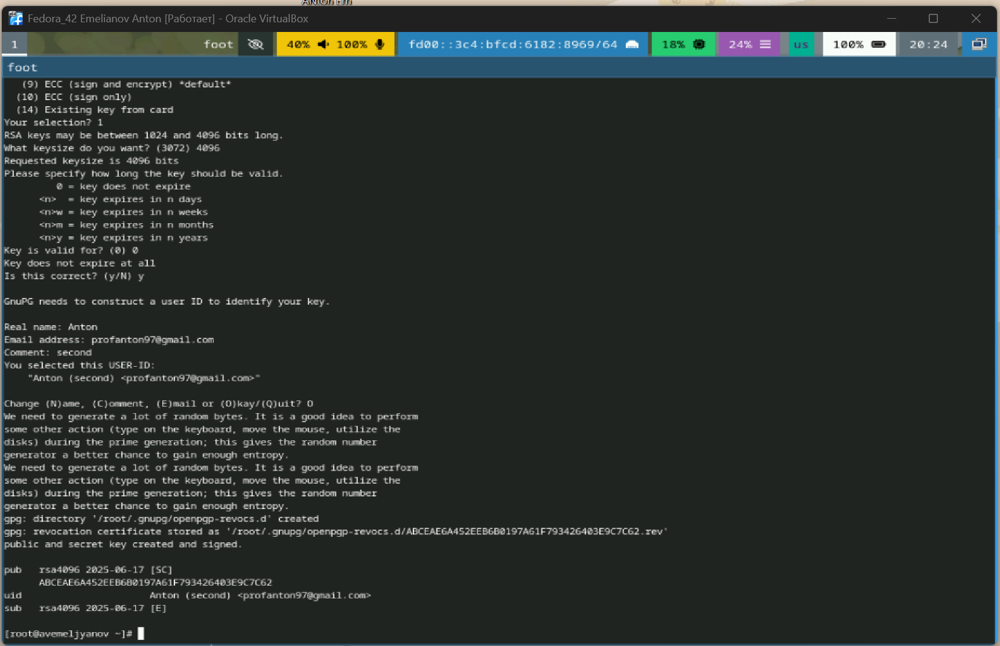 ANton Em
Fedora_42 Emelianov Anton [Работает] - Oracle VirtualBox
1 foot 40% 100% fd00::3c4:bfcd:6182:8969/64 18% 24% us 100% 20:24
foot
(9) ECC (sign and encrypt) *default*
(10) ECC (sign only)
(14) Existing key from card
Your selection? 1
RSA keys may be between 1024 and 4096 bits long.
What keysize do you want? (3072) 4096
Requested keysize is 4096 bits
Please specify how long the key should be valid.
0 = key does not expire
<n>  = key expires in n days
<n>w = key expires in n weeks
<n>m = key expires in n months
<n>y = key expires in n years
Key is valid for? (0) 0
Key does not expire at all
Is this correct? (y/N) y
GnuPG needs to construct a user ID to identify your key.
Real name: Anton
Email address: profanton97@gmail.com
Comment: second
You selected this USER-ID:
"Anton (second) <profanton97@gmail.com>"
Change (N)ame, (C)omment, (E)mail or (O)kay/(Q)uit? O
We need to generate a lot of random bytes. It is a good idea to perform
some other action (type on the keyboard, move the mouse, utilize the
disks) during the prime generation; this gives the random number
generator a better chance to gain enough entropy.
We need to generate a lot of random bytes. It is a good idea to perform
some other action (type on the keyboard, move the mouse, utilize the
disks) during the prime generation; this gives the random number
generator a better chance to gain enough entropy.
gpg: directory '/root/.gnupg/openpgp-revocs.d' created
gpg: revocation certificate stored as '/root/.gnupg/openpgp-revocs.d/ABCEAE6A452EEB6B0197A61F793426403E9C7C62.rev'
public and secret key created and signed.
pub   rsa4096 2025-06-17 [SC]
ABCEAE6A452EEB6B0197A61F793426403E9C7C62
uid                      Anton (second) <profanton97@gmail.com>
sub   rsa4096 2025-06-17 [E]
[root@avemeljyanov ~]#